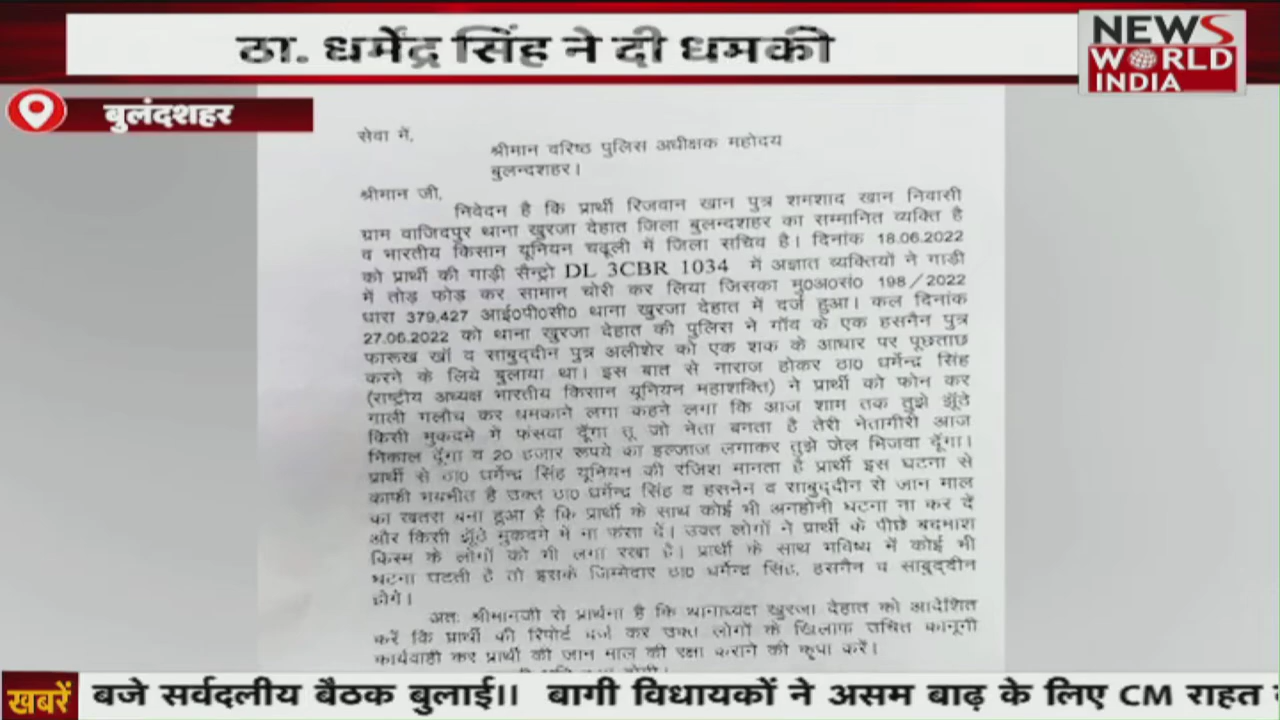 ठा. धर्मेंद्र सिंह ने दी धमकी
NEWS
WORLD
INDIA
बुलंदशहर
सेवा में,
श्रीमान वरिष्ठ पुलिस अधीक्षक महोदय
बुलन्दशहर।
श्रीमान जी,
निवेदन है कि प्रार्थी रिजवान खान पुत्र शमशाद खान निवासी
ग्राम वाजिदपुर थाना खुरजा देहात जिला बुलन्दशहर का सम्मानित व्यक्ति है
व भारतीय किसान यूनियन चढूली में जिला सचिव है। दिनांक 18.06.2022
को प्रार्थी की गाड़ी सैन्ट्रो DL 3CBR 1034 में अज्ञात व्यक्तियों ने गाड़ी
में तोड़ फोड़ कर सामान चोरी कर लिया जिसका मु0अ0सं0 198/2022
धारा 379,427 आई0पी0सी0 थाना खुरजा देहात में दर्ज हुआ। कल दिनांक
27.06.2022 को थाना खुरजा देहात की पुलिस ने गाँव के एक हसनैन पुत्र
फारूख खाँ व साबुददीन पुत्र अलीशेर को एक शक के आधार पर पूछताछ
करने के लिये बुलाया था। इस बात से नाराज होकर ठा0 धर्मेन्द्र सिंह
(राष्ट्रीय अध्यक्ष भारतीय किसान यूनियन महाशक्ति) ने प्रार्थी को फोन कर
गाली गलौच कर धमकाने लगा कहने लगा कि आज शाम तक तुझे झूँठे
किसी मुकदमे में फंसवा दूँगा तू जो नेता बनता है तेरी नेतागीरी आज
निकाल दूँगा व 20 हजार रूपये का इल्जाज लगाकर तुझे जेल भिजवा दूँगा।
प्रार्थी से ठा0 धर्मेन्द्र सिंह यूनियन की रंजिश मानता है प्रार्थी इस घटना से
काफी भयभीत है उक्त ठा0 धर्मेन्द्र सिंह व हसनैन व साबुददीन से जान माल
का खतरा बना हुआ है कि प्रार्थी के साथ कोई भी अनहोनी घटना ना कर दें
और किसी झूँठे मुकदमे में ना फंसा दें। उक्त लोगों ने प्रार्थी के पीछे बदमाश
किस्म के लोगों को भी लगा रखा है। प्रार्थी के साथ भविष्य में कोई भी
घटना घटती है तो इसके जिम्मेदार ठा0 धर्मेन्द्र सिंह, हसनैन व साबुददीन
होंगे।
अतः श्रीमानजी से प्रार्थना है कि थानाध्यक्ष खुरजा देहात को आदेशित
करें कि प्रार्थी की रिपोर्ट दर्ज कर उक्त लोगों के खिलाफ उचित कानूनी
कार्यवाही कर प्रार्थी की जान माल की रक्षा कराने की कृपा करें।
खबरें बजे सर्वदलीय बैठक बुलाई।। बागी विधायकों ने असम बाढ़ के लिए CM राहत